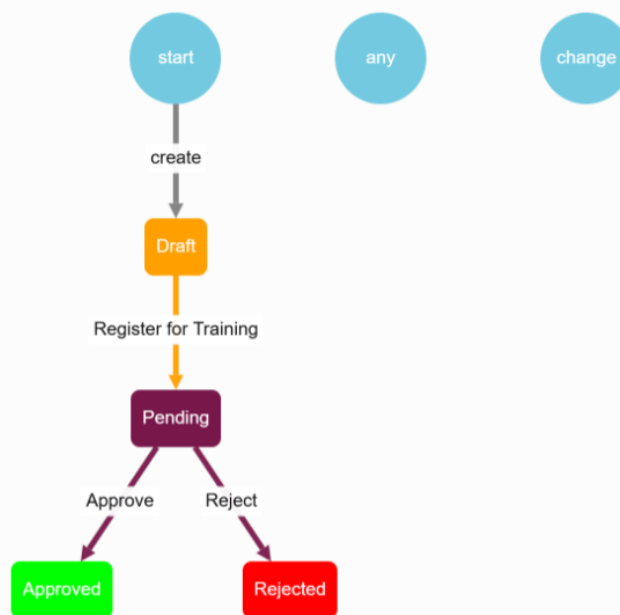 start
any
change
create
Draft
Register for Training
Pending
Approve
Reject
Approved
Rejected